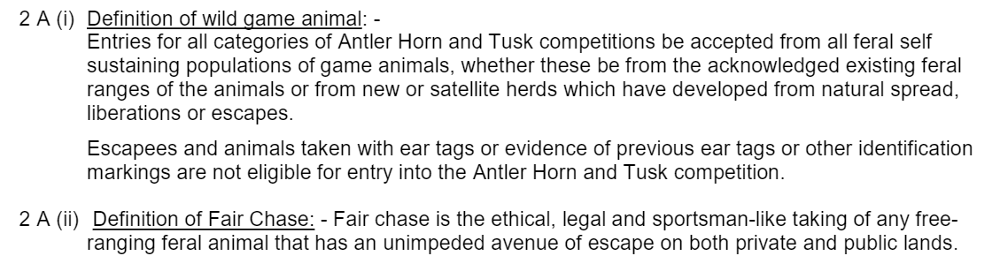 2 A (i) Definition of wild game animal: -
Entries for all categories of Antler Horn and Tusk competitions be accepted from all feral self
sustaining populations of game animals, whether these be from the acknowledged existing feral
ranges of the animals or from new or satellite herds which have developed from natural spread,
liberations or escapes.
Escapees and animals taken with ear tags or evidence of previous ear tags or other identification
markings are not eligible for entry into the Antler Horn and Tusk competition.
2 A (ii) Definition of Fair Chase: - Fair chase is the ethical, legal and sportsman-like taking of any free-
ranging feral animal that has an unimpeded avenue of escape on both private and public lands.